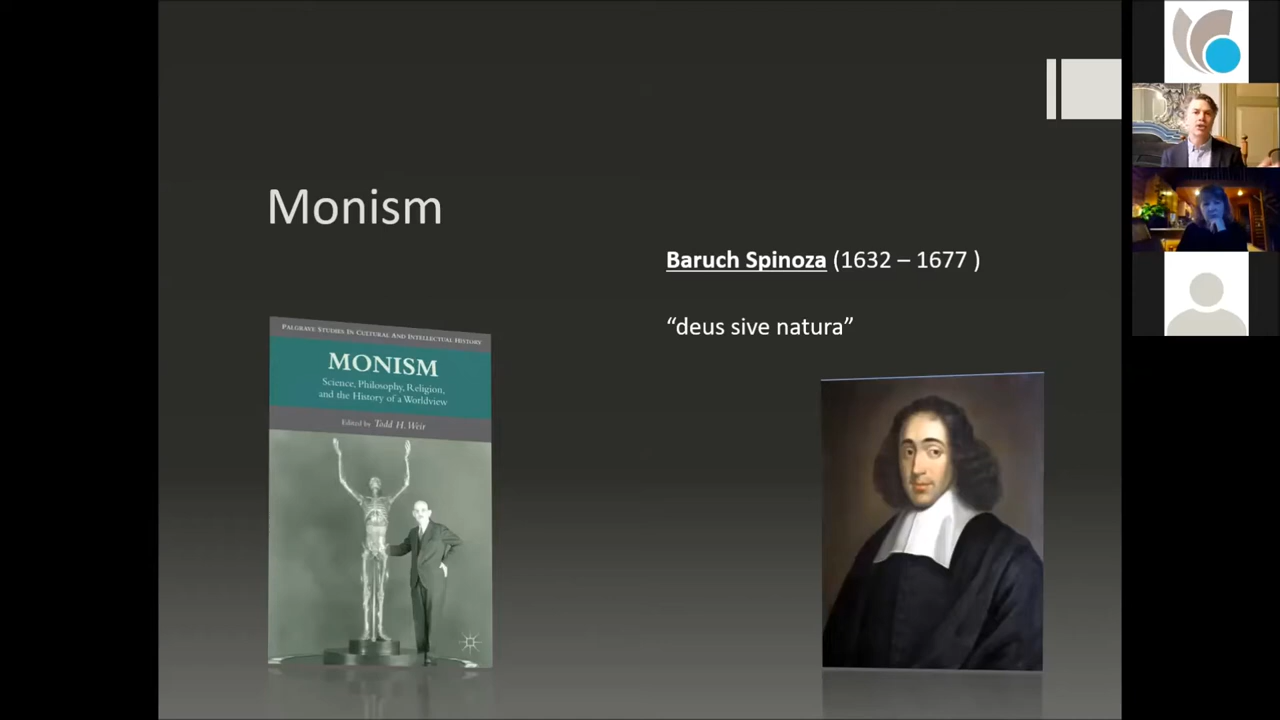 Monism
Baruch Spinoza (1632 – 1677 )
“deus sive natura”
PALGRAVE STUDIES IN CULTURAL AND INTELLECTUAL HISTORY
MONISM
Science, Philosophy, Religion,
and the History of a Worldview
Edited by Todd H. Weir